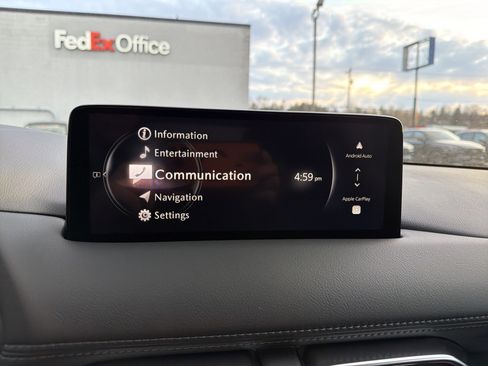 FedEx Office
Information
Entertainment
Communication
Navigation
Settings
4:59 pm
Android Auto
Apple CarPlay